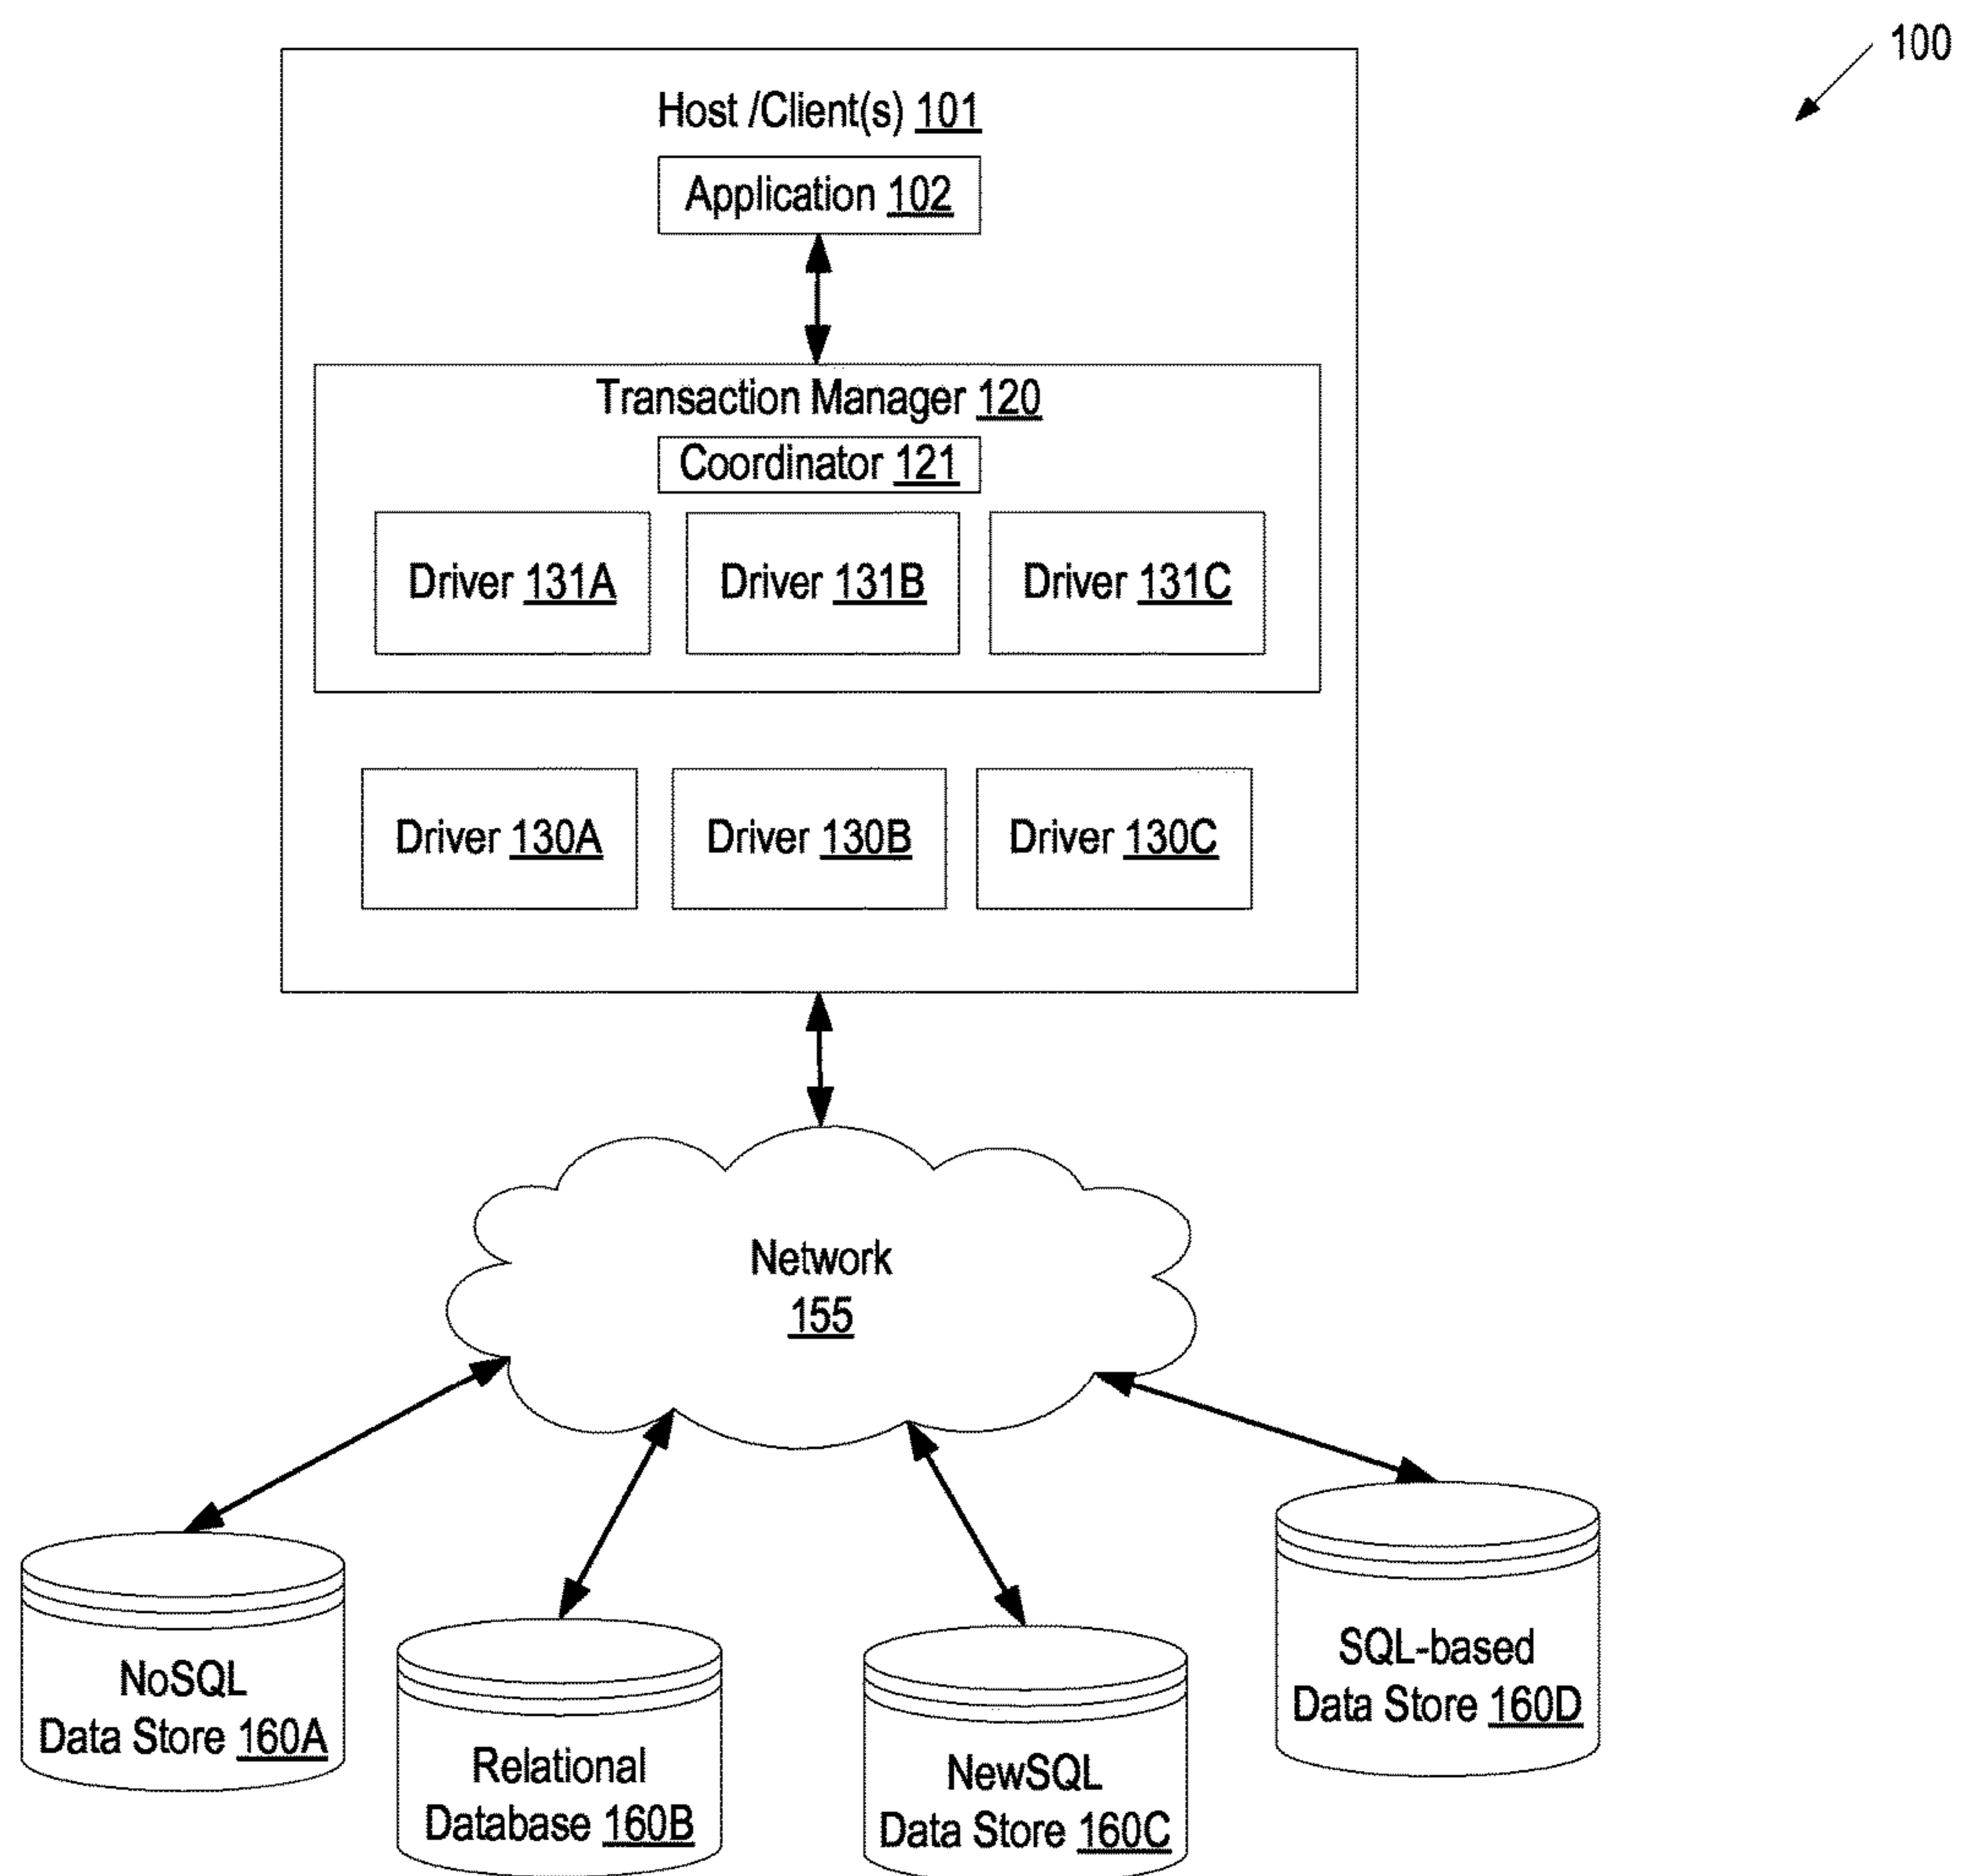 100
Host /Client(s) 101
Application 102
Transaction Manager 120
Coordinator 121
Driver 131A
Driver 131B
Driver 131C
Driver 130A
Driver 130B
Driver 130C
Network
155
NoSQL
Data Store 160A
Relational
Database 160B
NewSQL
Data Store 160C
SQL-based
Data Store 160D